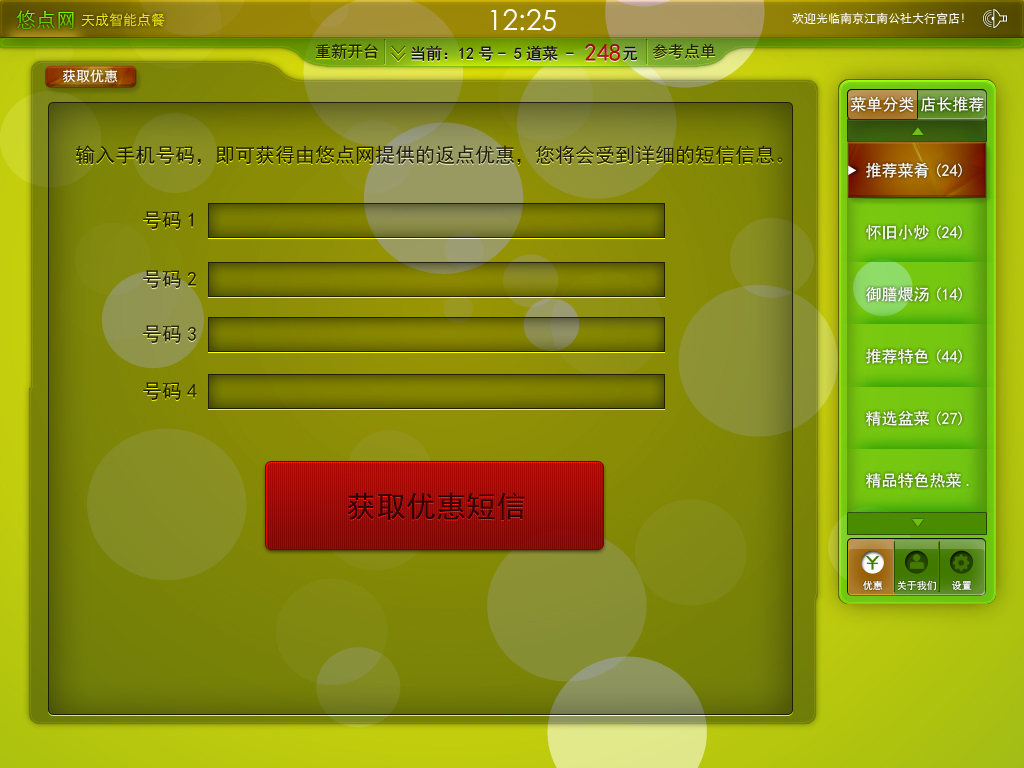 悠点网 天成智能点餐
12:25
欢迎光临南京江南公社大行宫店!
重新开台 当前: 12 号 - 5 道菜 - 248元 参考点单
获取优惠
输入手机号码，即可获得由悠点网提供的返点优惠，您将会受到详细的短信信息。
号码 1
号码 2
号码 3
号码 4
获取优惠短信
菜单分类 店长推荐
推荐菜肴 (24)
怀旧小炒 (24)
御膳煨汤 (14)
推荐特色 (44)
精选盆菜 (27)
精品特色热菜 .
优惠 关于我们 设置